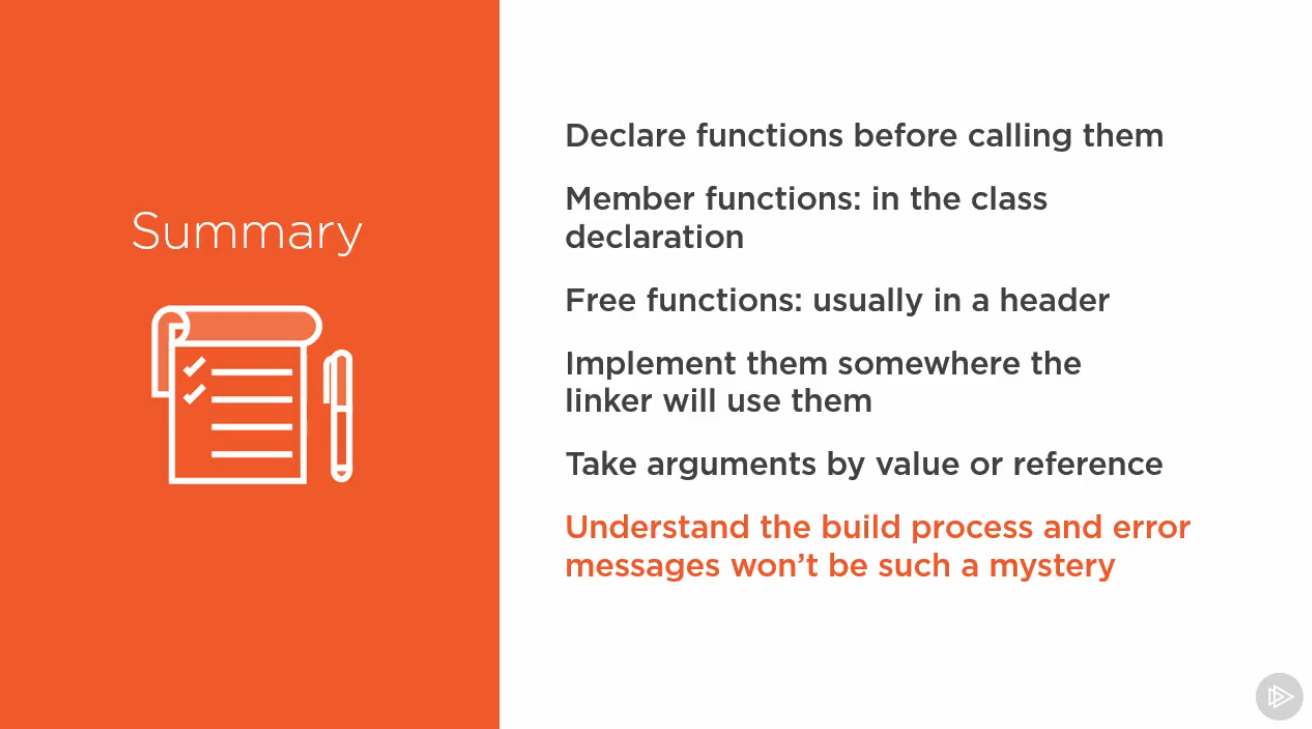 Summary
Declare functions before calling them
Member functions: in the class
declaration
Free functions: usually in a header
Implement them somewhere the
linker will use them
Take arguments by value or reference
Understand the build process and error
messages won’t be such a mystery